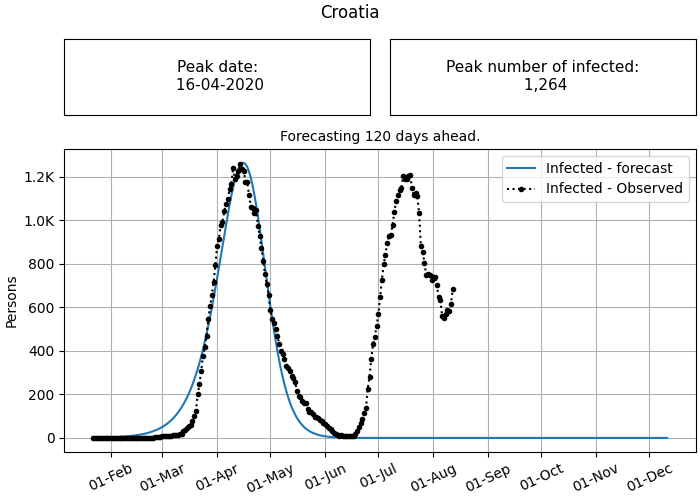 Croatia
Peak date:
16-04-2020
Peak number of infected:
1,264
Forecasting 120 days ahead.
Infected - forecast
Infected - Observed
Persons
1.2K
1.0K
800
600
400
200
0
01-Feb
01-Mar
01-Apr
01-May
01-Jun
01-Jul
01-Aug
01-Sep
01-Oct
01-Nov
01-Dec